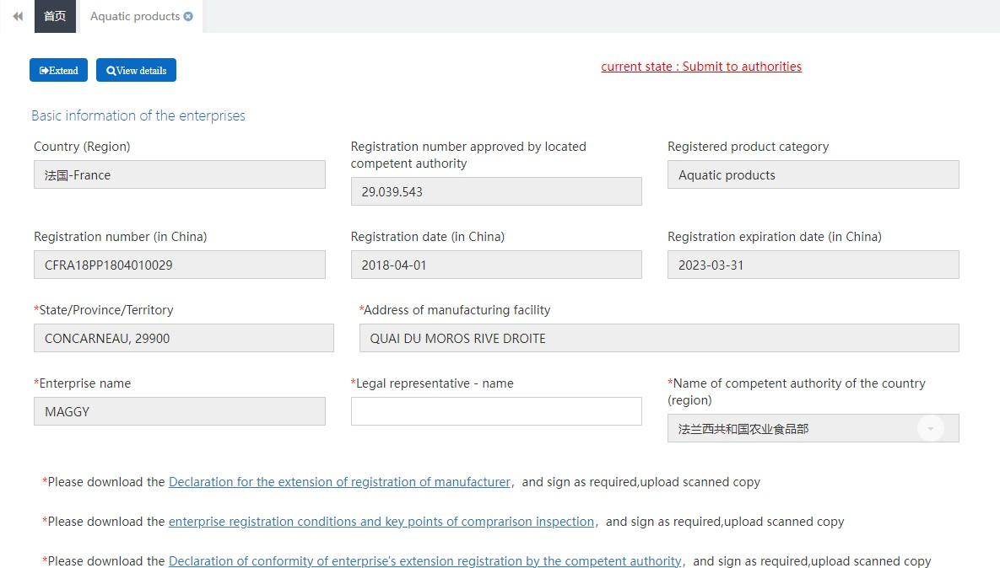 首页 Aquatic products
Extend View details current state : Submit to authorities
Basic information of the enterprises
Country (Region)
法国-France
Registration number approved by located
competent authority
29.039.543
Registered product category
Aquatic products
Registration number (in China)
CFRA18PP1804010029
Registration date (in China)
2018-04-01
Registration expiration date (in China)
2023-03-31
*State/Province/Territory
CONCARNEAU, 29900
*Address of manufacturing facility
QUAI DU MOROS RIVE DROITE
*Enterprise name
MAGGY
*Legal representative - name
*Name of competent authority of the country
(region)
法兰西共和国农业食品部
*Please download the Declaration for the extension of registration of manufacturer，and sign as required,upload scanned copy
*Please download the enterprise registration conditions and key points of comprarison inspection，and sign as required,upload scanned copy
*Please download the Declaration of conformity of enterprise's extension registration by the competent authority，and sign as required,upload scanned copy